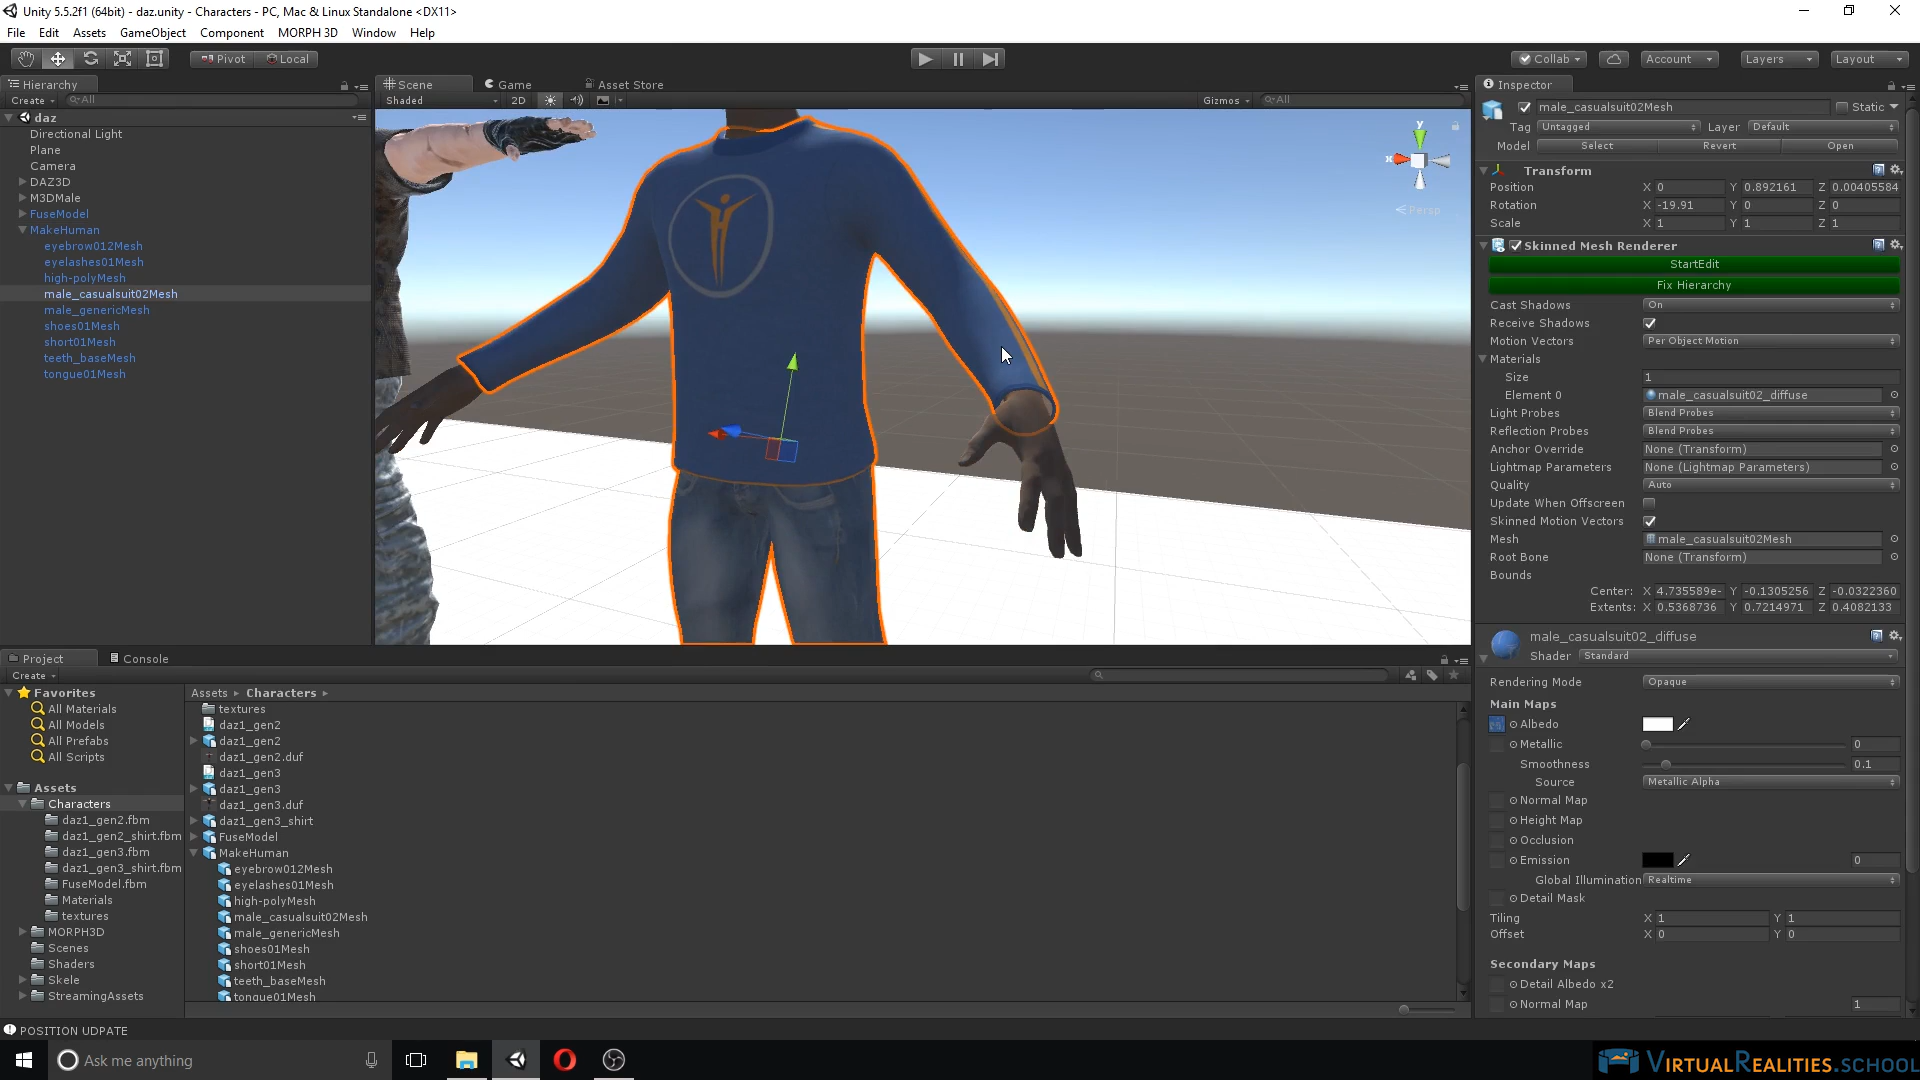 Unity 5.5.2f1 (64bit) - daz.unity - Characters - PC, Mac & Linux Standalone <DX11>
File Edit Assets GameObject Component MORPH 3D Window Help
Pivot Local Collab Account Layers Layout
Hierarchy
Create All
daz
Directional Light
Plane
Camera
DAZ3D
M3DMale
FuseModel
MakeHuman
eyebrow012Mesh
eyelashes01Mesh
high-polyMesh
male_casualsuit02Mesh
male_genericMesh
shoes01Mesh
short01Mesh
teeth_baseMesh
tongue01Mesh
Scene Game Asset Store
Shaded 2D Gizmos All
y
x
Persp
Inspector
male_casualsuit02Mesh Static
Tag Untagged Layer Default
Model Select Revert Open
Transform
Position X 0 Y 0.892161 Z 0.00405584
Rotation X -19.91 Y 0 Z 0
Scale X 1 Y 1 Z 1
Skinned Mesh Renderer
StartEdit
Fix Hierarchy
Cast Shadows On
Receive Shadows
Motion Vectors Per Object Motion
Materials
Size 1
Element 0 male_casualsuit02_diffuse
Light Probes Blend Probes
Reflection Probes Blend Probes
Anchor Override None (Transform)
Lightmap Parameters None (Lightmap Parameters)
Quality Auto
Update When Offscreen
Skinned Motion Vectors
Mesh male_casualsuit02Mesh
Root Bone None (Transform)
Bounds
Center: X 4.735589e- Y -0.1305256 Z -0.0322360
Extents: X 0.5368736 Y 0.7214971 Z 0.4082133
male_casualsuit02_diffuse
Shader Standard
Rendering Mode Opaque
Main Maps
Albedo
Metallic 0
Smoothness 0.1
Source Metallic Alpha
Normal Map
Height Map
Occlusion
Emission 0
Global Illumination Realtime
Detail Mask
Tiling X 1 Y 1
Offset X 0 Y 0
Secondary Maps
Detail Albedo x2
Normal Map 1
Project Console
Create
Favorites
All Materials
All Models
All Prefabs
All Scripts
Assets
Characters
daz1_gen2.fbm
daz1_gen2_shirt.fbm
daz1_gen3.fbm
daz1_gen3_shirt.fbm
FuseModel.fbm
Materials
textures
MORPH3D
Scenes
Shaders
Skele
StreamingAssets
Assets Characters
textures
daz1_gen2
daz1_gen2
daz1_gen2.duf
daz1_gen3
daz1_gen3
daz1_gen3.duf
daz1_gen3_shirt
FuseModel
MakeHuman
eyebrow012Mesh
eyelashes01Mesh
high-polyMesh
male_casualsuit02Mesh
male_genericMesh
shoes01Mesh
short01Mesh
teeth_baseMesh
tongue01Mesh
POSITION UDPATE
Ask me anything
VIRTUALREALITIES.SCHOOL